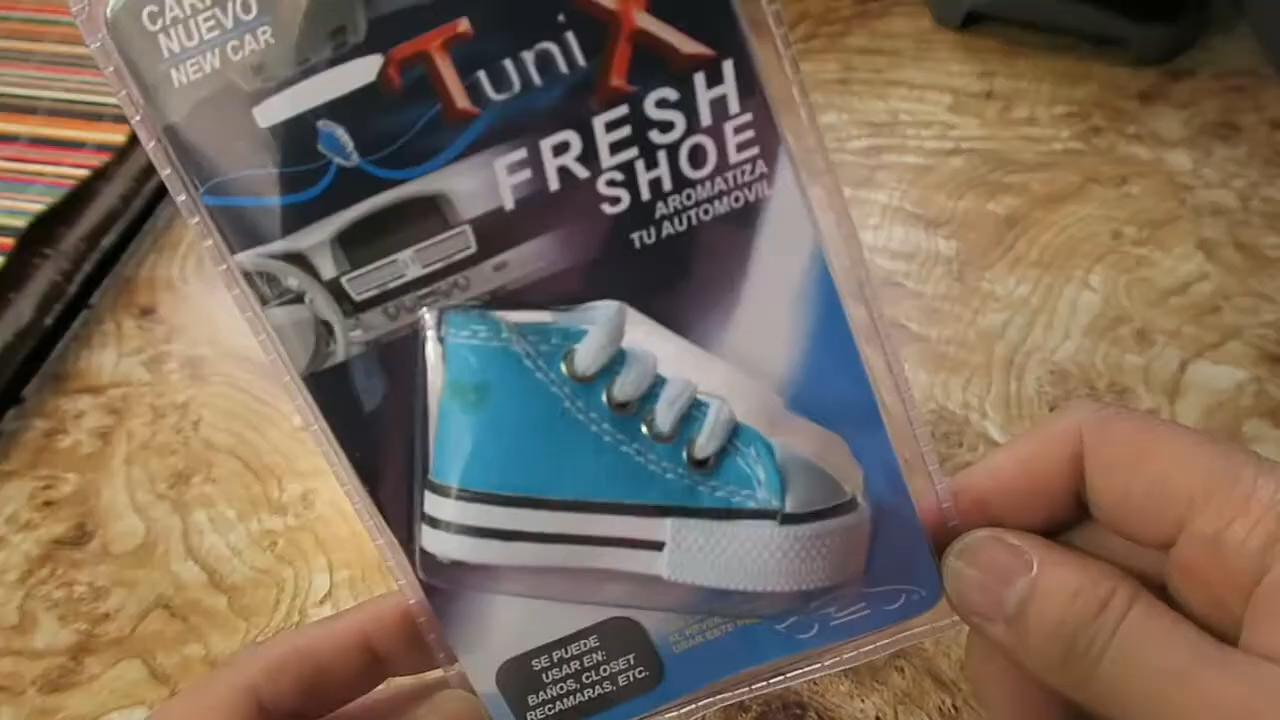 NUEVO
NEW CAR
TuniX
FRESH
SHOE
AROMATIZA
TU AUTOMOVIL
SE PUEDE
USAR EN:
BAÑOS, CLOSET
RECAMARAS, ETC.